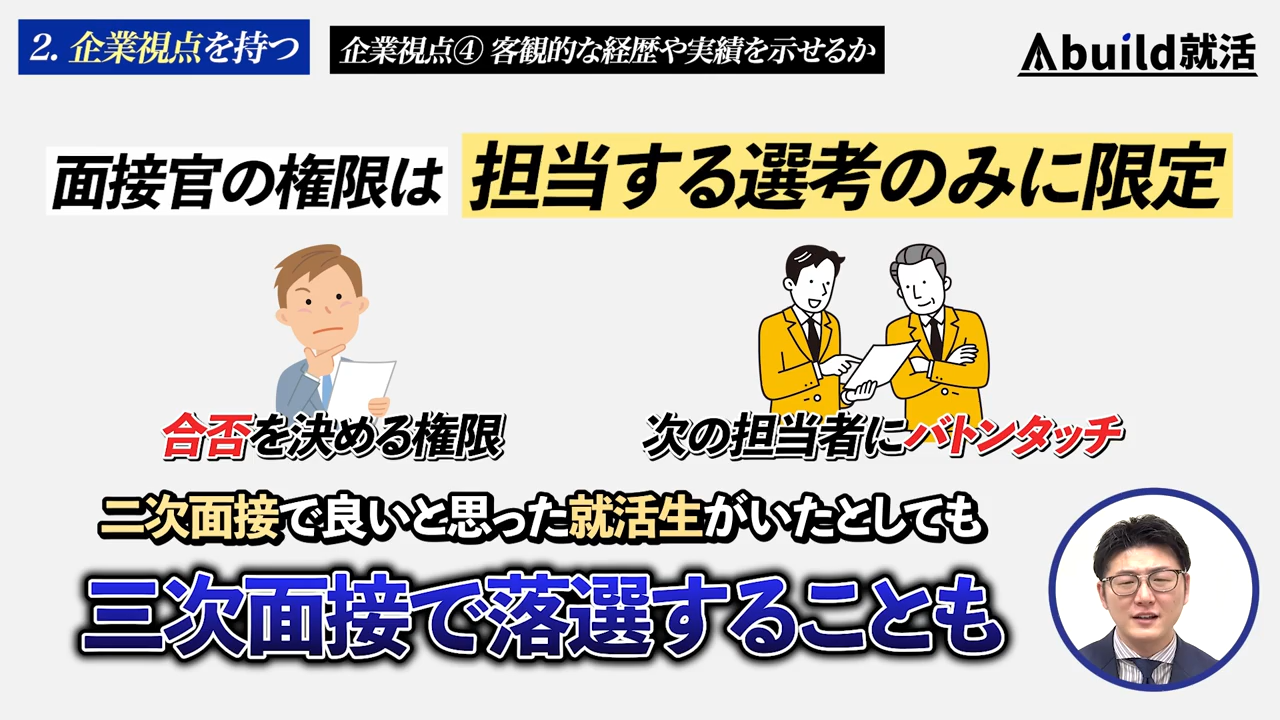 2. 企業視点を持つ
企業視点④ 客観的な経歴や実績を示せるか
Abuild就活
面接官の権限は 担当する選考のみに限定
合否を決める権限
次の担当者にバトンタッチ
二次面接で良いと思った就活生がいたとしても
三次面接で落選することも